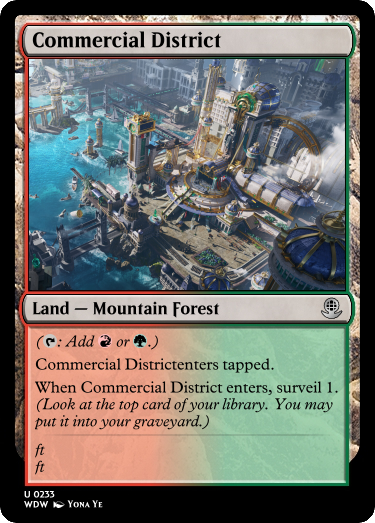 Commercial District
Land — Mountain Forest
(: Add or .)
Commercial Districtenters tapped.
When Commercial District enters, surveil 1.
(Look at the top card of your library. You may
put it into your graveyard.)
ft
ft
U 0233
WDW Yona Ye